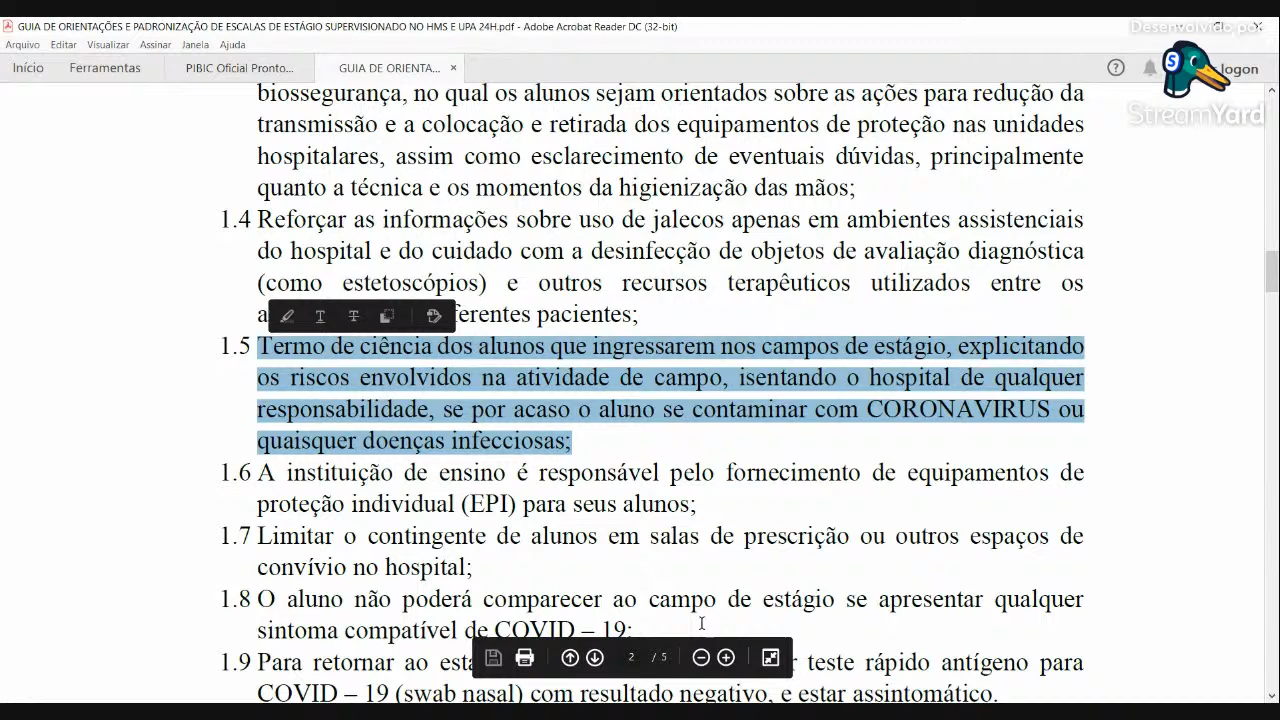 GUIA DE ORIENTAÇÕES E PADRONIZAÇÃO DE ESCALAS DE ESTÁGIO SUPERVISIONADO NO HMS E UPA 24H.pdf - Adobe Acrobat Reader DC (32-bit)
Desenvolvido por
Arquivo Editar Visualizar Assinar Janela Ajuda
Início Ferramentas PIBIC Oficial Pronto... GUIA DE ORIENTA... × ? logon
S
StreamYard
biossegurança, no qual os alunos sejam orientados sobre as ações para redução da
transmissão e a colocação e retirada dos equipamentos de proteção nas unidades
hospitalares, assim como esclarecimento de eventuais dúvidas, principalmente
quanto a técnica e os momentos da higienização das mãos;
1.4 Reforçar as informações sobre uso de jalecos apenas em ambientes assistenciais
do hospital e do cuidado com a desinfecção de objetos de avaliação diagnóstica
(como estetoscópios) e outros recursos terapêuticos utilizados entre os
pacientes;
1.5 Termo de ciência dos alunos que ingressarem nos campos de estágio, explicitando
os riscos envolvidos na atividade de campo, isentando o hospital de qualquer
responsabilidade, se por acaso o aluno se contaminar com CORONAVIRUS ou
quaisquer doenças infecciosas;
1.6 A instituição de ensino é responsável pelo fornecimento de equipamentos de
proteção individual (EPI) para seus alunos;
1.7 Limitar o contingente de alunos em salas de prescrição ou outros espaços de
convívio no hospital;
1.8 O aluno não poderá comparecer ao campo de estágio se apresentar qualquer
sintoma compatível de COVID – 19;
2 / 5
1.9 Para retornar ao teste rápido antígeno para
COVID – 19 (swab nasal) com resultado negativo, e estar assintomático.